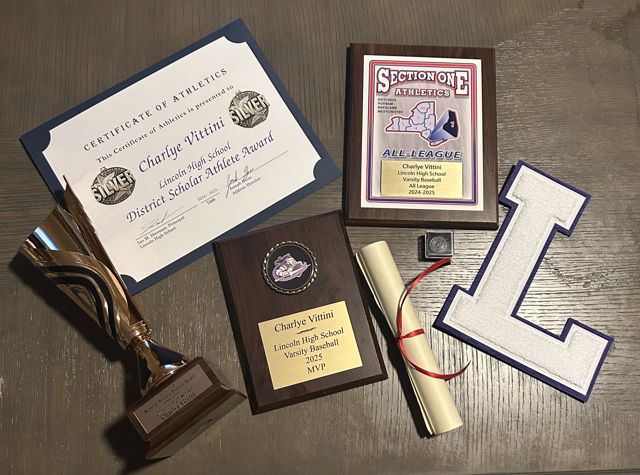 CERTIFICATE OF ATHLETICS
This Certificate of Athletics is presented to
Charlye Vittini
Lincoln High School
District Scholar Athlete Award
SILVER
SILVER
2024 - 2025
Date
Athletic Director
Principal
Lincoln High School
SECTION ONE
ATHLETICS
DUTCHESS
PUTNAM
ROCKLAND
WESTCHESTER
1
ALL-LEAGUE
Charlye Vittini
Lincoln High School
Varsity Baseball
All League
2024-2025
Charlye Vittini
Lincoln High School
Varsity Baseball
2025
MVP
L
Vittini